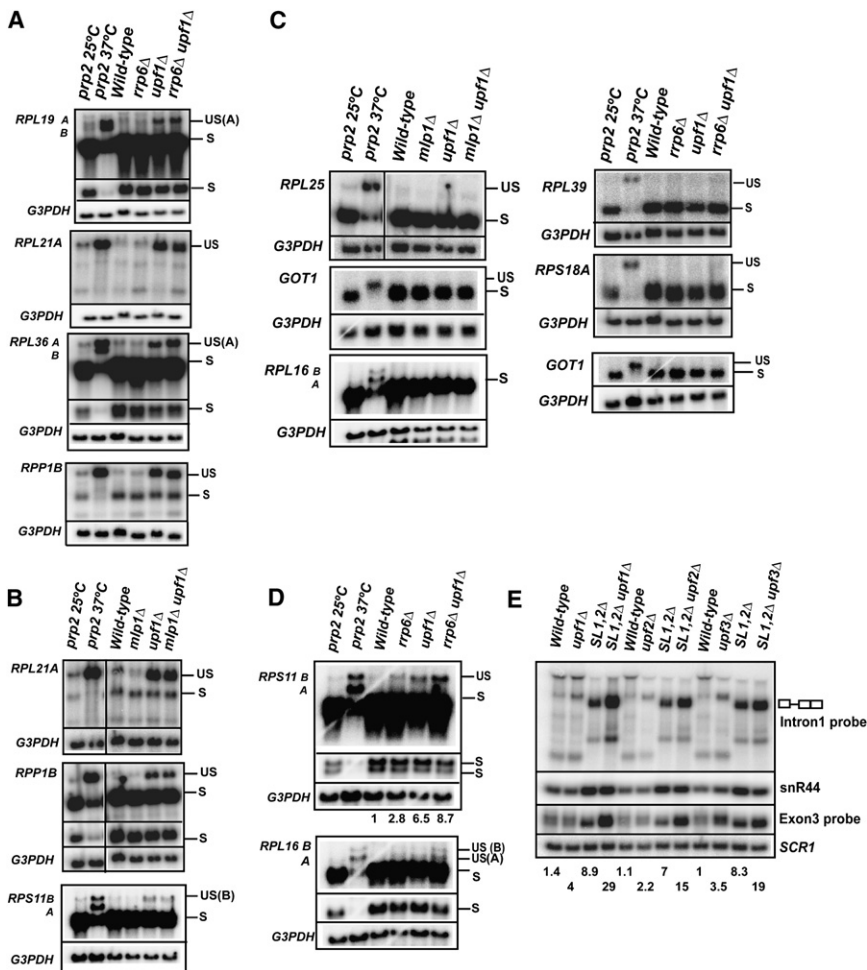 A
prp2 25°C
prp2 37°C
Wild-type
rrp6Δ
upf1Δ
rrp6Δ upf1Δ
RPL19 A
B
US(A)
S
S
G3PDH
RPL21A
US
G3PDH
RPL36 A
B
US(A)
S
S
G3PDH
RPP1B
US
S
G3PDH
B
prp2 25°C
prp2 37°C
Wild-type
mlp1Δ
upf1Δ
mlp1Δ upf1Δ
RPL21A
US
S
G3PDH
RPP1B
US
S
S
G3PDH
RPS11B
A
US(B)
S
G3PDH
C
prp2 25°C
prp2 37°C
Wild-type
mlp1Δ
upf1Δ
mlp1Δ upf1Δ
RPL25
US
S
G3PDH
GOT1
US
S
G3PDH
RPL16 B
A
S
G3PDH
prp2 25°C
prp2 37°C
Wild-type
rrp6Δ
upf1Δ
rrp6Δ upf1Δ
RPL39
US
S
G3PDH
RPS18A
US
S
G3PDH
GOT1
US
S
G3PDH
D
prp2 25°C
prp2 37°C
Wild-type
rrp6Δ
upf1Δ
rrp6Δ upf1Δ
RPS11 B
A
US
S
S
S
G3PDH
1 2.8 6.5 8.7
RPL16 B
A
US (B)
US(A)
S
S
G3PDH
E
Wild-type
upf1Δ
SL1,2Δ
SL1,2Δ upf1Δ
Wild-type
upf2Δ
SL1,2Δ
SL1,2Δ upf2Δ
Wild-type
upf3Δ
SL1,2Δ
SL1,2Δ upf3Δ
Intron1 probe
snR44
Exon3 probe
SCR1
1.4 8.9 1.1 7 1 8.3
4 29 2.2 15 3.5 19